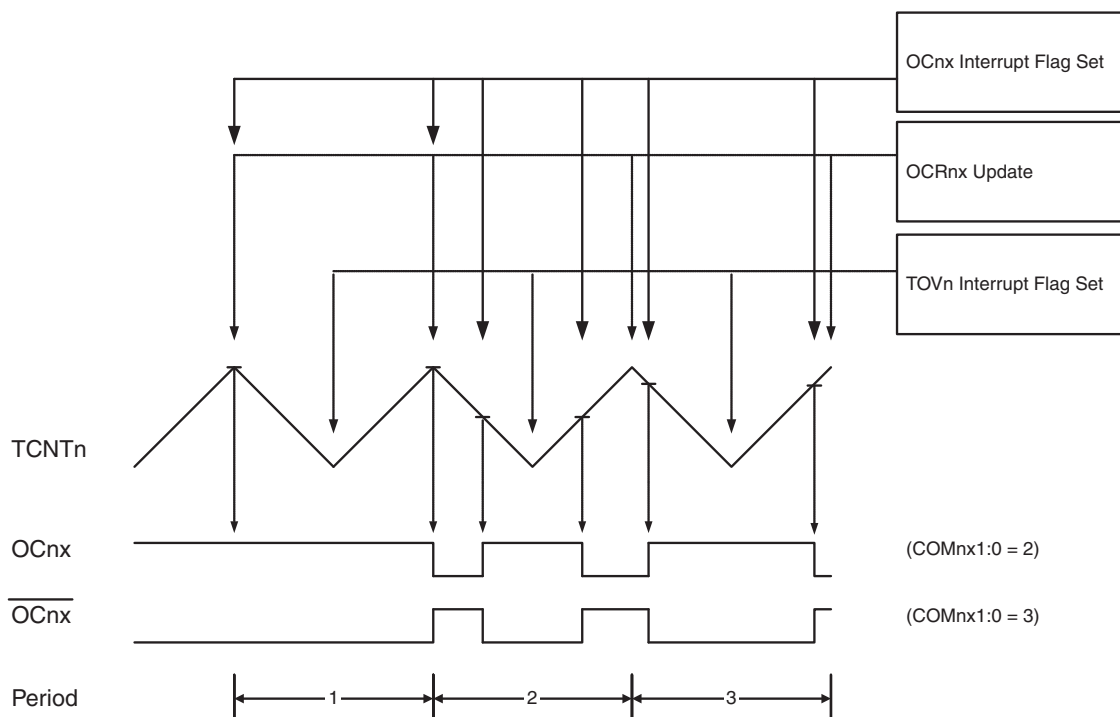 OCnx Interrupt Flag Set
OCRnx Update
TOVn Interrupt Flag Set
TCNTn
OCnx
(COMnx1:0 = 2)
OCnx
(COMnx1:0 = 3)
Period
1
2
3